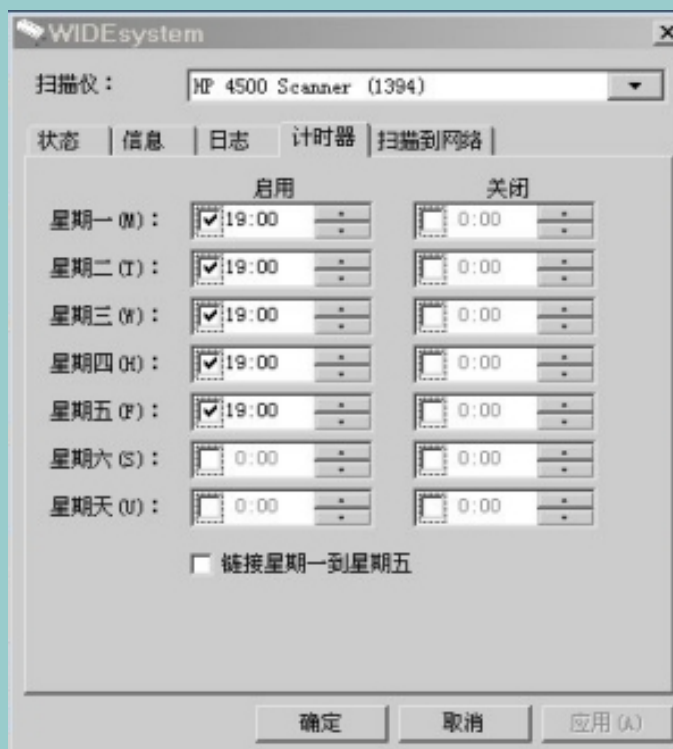 WIDEsystem
扫描仪： HP 4500 Scanner (1394)
状态 信息 日志 计时器 扫描到网络
启用 关闭
星期一(M)： 19:00 0:00
星期二(T)： 19:00 0:00
星期三(W)： 19:00 0:00
星期四(H)： 19:00 0:00
星期五(F)： 19:00 0:00
星期六(S)： 0:00 0:00
星期天(U)： 0:00 0:00
链接星期一到星期五
确定 取消 应用(A)